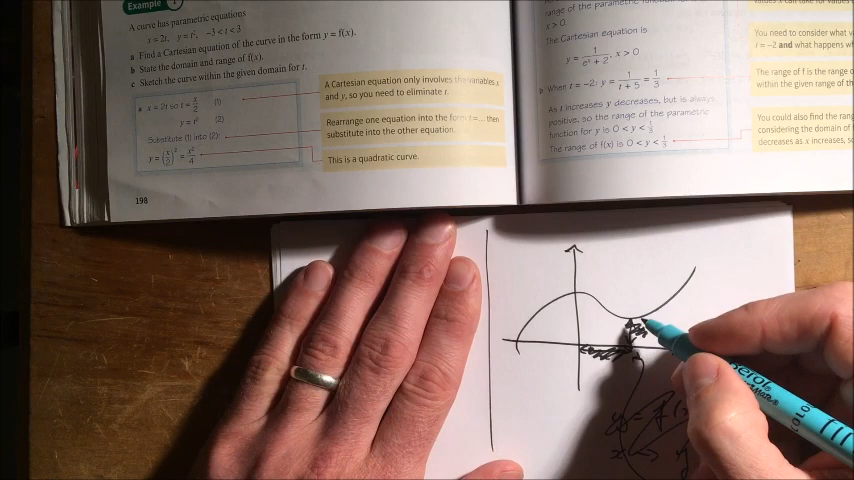 Example
A curve has parametric equations
x = 2t, y = t², −3 < t < 3
a Find a Cartesian equation of the curve in the form y = f(x).
b State the domain and range of f(x).
c Sketch the curve within the given domain for t.
a x = 2t so t = x/2 (1)
y = t² (2)
Substitute (1) into (2):
y = (x/2)² = x²/4
A Cartesian equation only involves the variables x
and y, so you need to eliminate t.
Rearrange one equation into the form t = ... then
substitute into the other equation.
This is a quadratic curve.
198
range of the parametric
x > 0.
The Cartesian equation is
y = 1/(eˣ + 2), x > 0
b When t = −2: y = 1/(t + 5) = 1/3
As t increases y decreases, but is always
positive, so the range of the parametric
function for y is 0 < y < 1/3
The range of f(x) is 0 < y < 1/3
You need to consider what
t = −2 and what happens
The range of f is the range
within the given range of
You could also find the
considering the domain of
decreases as x increases,
y = f(x
x
y